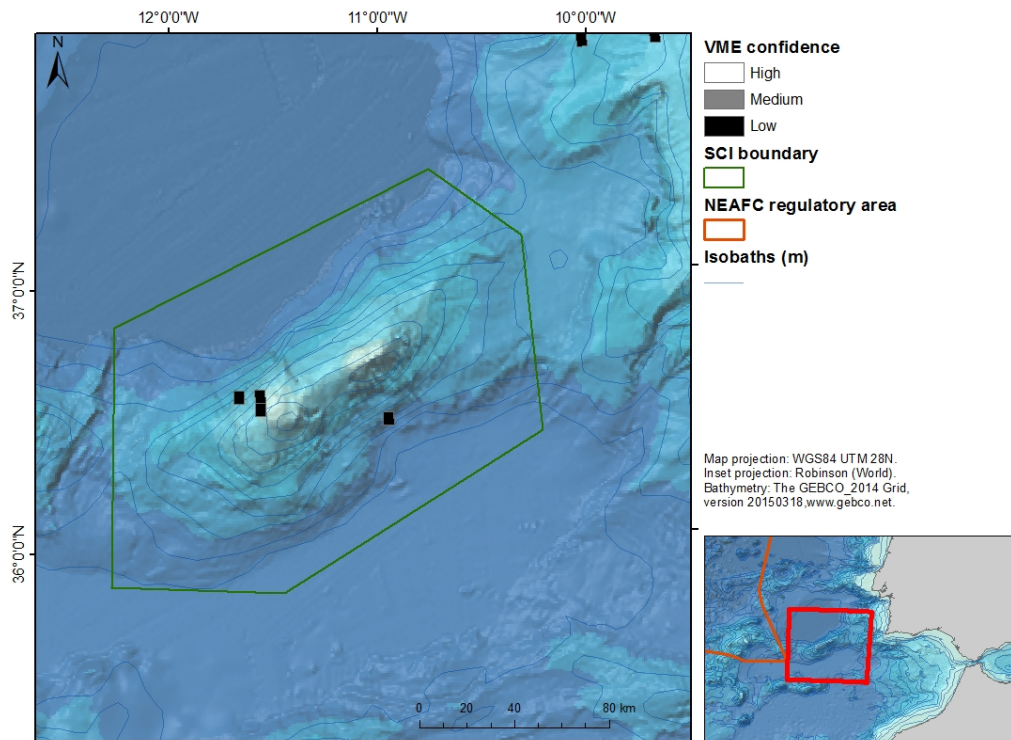 12°0'0"W
11°0'0"W
10°0'0"W
N
37°0'0"N
36°0'0"N
0
20
40
80 km
VME confidence
High
Medium
Low
SCI boundary
NEAFC regulatory area
Isobaths (m)
Map projection: WGS84 UTM 28N.
Inset projection: Robinson (World).
Bathymetry: The GEBCO_2014 Grid,
version 20150318,www.gebco.net.